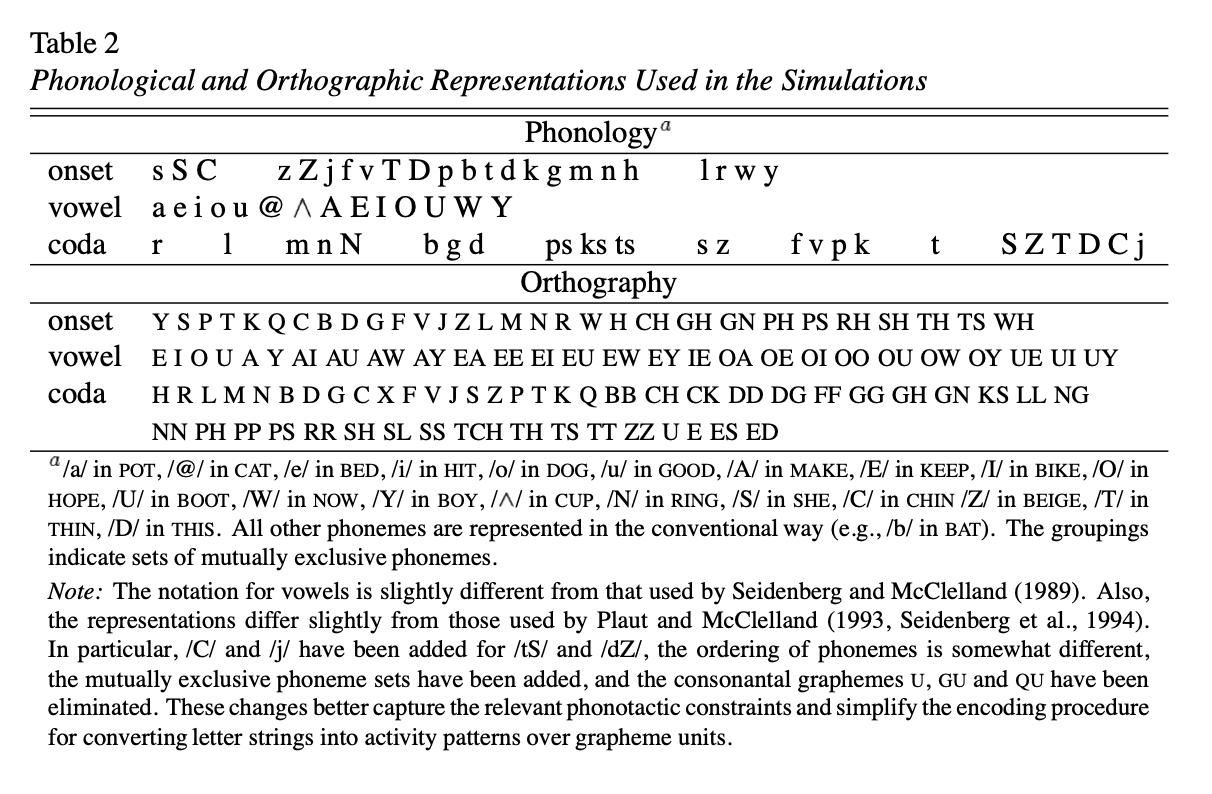 Table 2
Phonological and Orthographic Representations Used in the Simulations
Phonologyᵃ
onset s S C z Z j f v T D p b t d k g m n h l r w y
vowel a e i o u @ ∧ A E I O U W Y
coda r l m n N b g d ps ks ts s z f v p k t S Z T D C j
Orthography
onset Y S P T K Q C B D G F V J Z L M N R W H CH GH GN PH PS RH SH TH TS WH
vowel E I O U A Y AI AU AW AY EA EE EI EU EW EY IE OA OE OI OO OU OW OY UE UI UY
coda H R L M N B D G C X F V J S Z P T K Q BB CH CK DD DG FF GG GH GN KS LL NG
NN PH PP PS RR SH SL SS TCH TH TS TT ZZ U E ES ED
ᵃ/a/ in POT, /@/ in CAT, /e/ in BED, /i/ in HIT, /o/ in DOG, /u/ in GOOD, /A/ in MAKE, /E/ in KEEP, /I/ in BIKE, /O/ in
HOPE, /U/ in BOOT, /W/ in NOW, /Y/ in BOY, /∧/ in CUP, /N/ in RING, /S/ in SHE, /C/ in CHIN /Z/ in BEIGE, /T/ in
THIN, /D/ in THIS. All other phonemes are represented in the conventional way (e.g., /b/ in BAT). The groupings
indicate sets of mutually exclusive phonemes.
Note: The notation for vowels is slightly different from that used by Seidenberg and McClelland (1989). Also,
the representations differ slightly from those used by Plaut and McClelland (1993, Seidenberg et al., 1994).
In particular, /C/ and /j/ have been added for /tS/ and /dZ/, the ordering of phonemes is somewhat different,
the mutually exclusive phoneme sets have been added, and the consonantal graphemes U, GU and QU have been
eliminated. These changes better capture the relevant phonotactic constraints and simplify the encoding procedure
for converting letter strings into activity patterns over grapheme units.